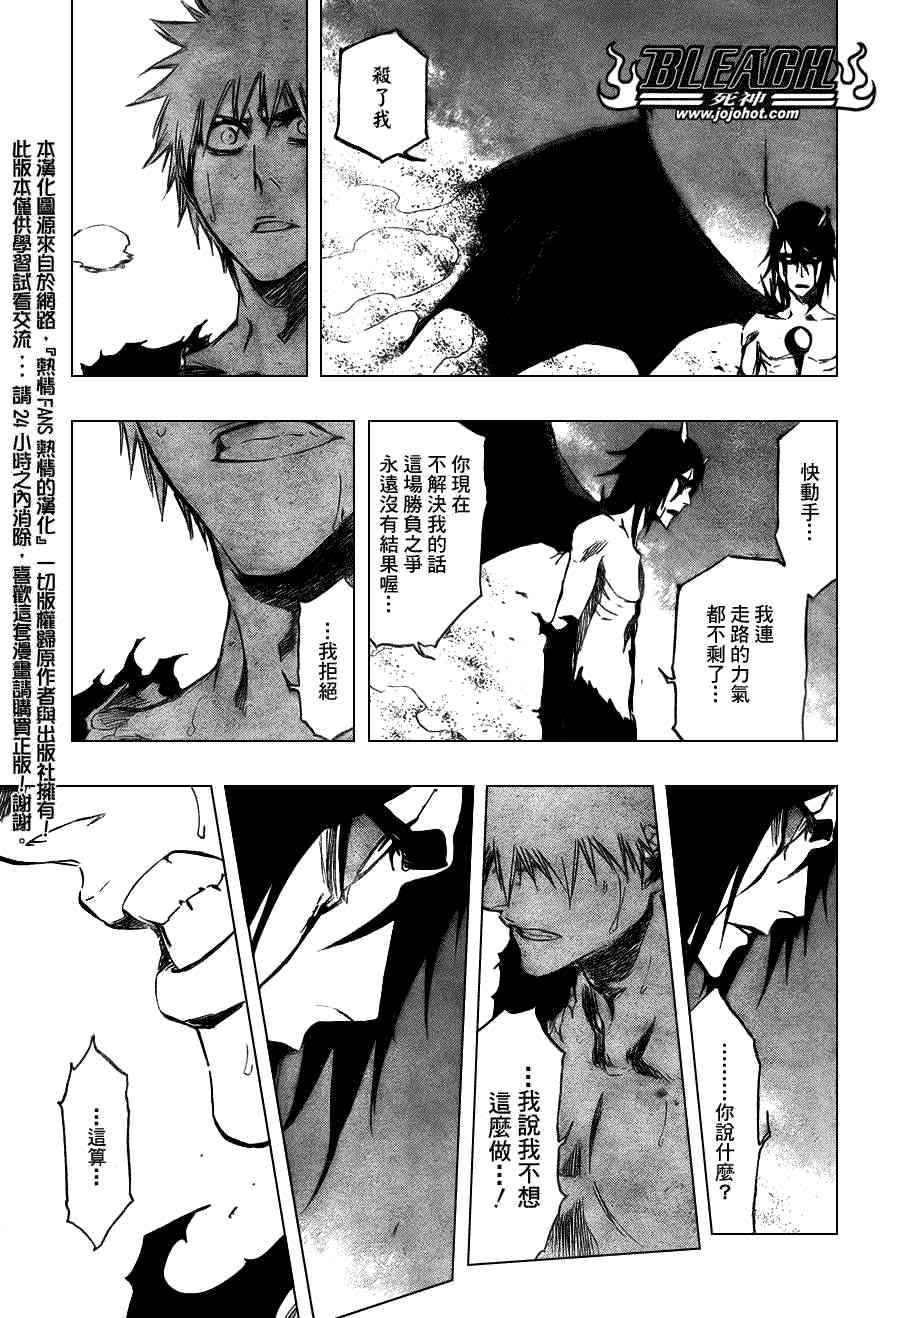 BLEACH
死神
www.jojohot.com
殺了我
快動手…
我連
走路的力氣
都不剩了…
你現在
不解決我的話
這場勝負之爭
永遠沒有結果喔…
…我拒絕
………你說什麼？
…我說我不想
這麼做…！
…這算…
本漢化圖源來自於網路，『熱情FANS熱情的漢化』一切版權歸原作者與出版社擁有！
此版本僅供學習試看交流…請24小時之內消除，喜歡這套漫畫請購買正版！謝謝。